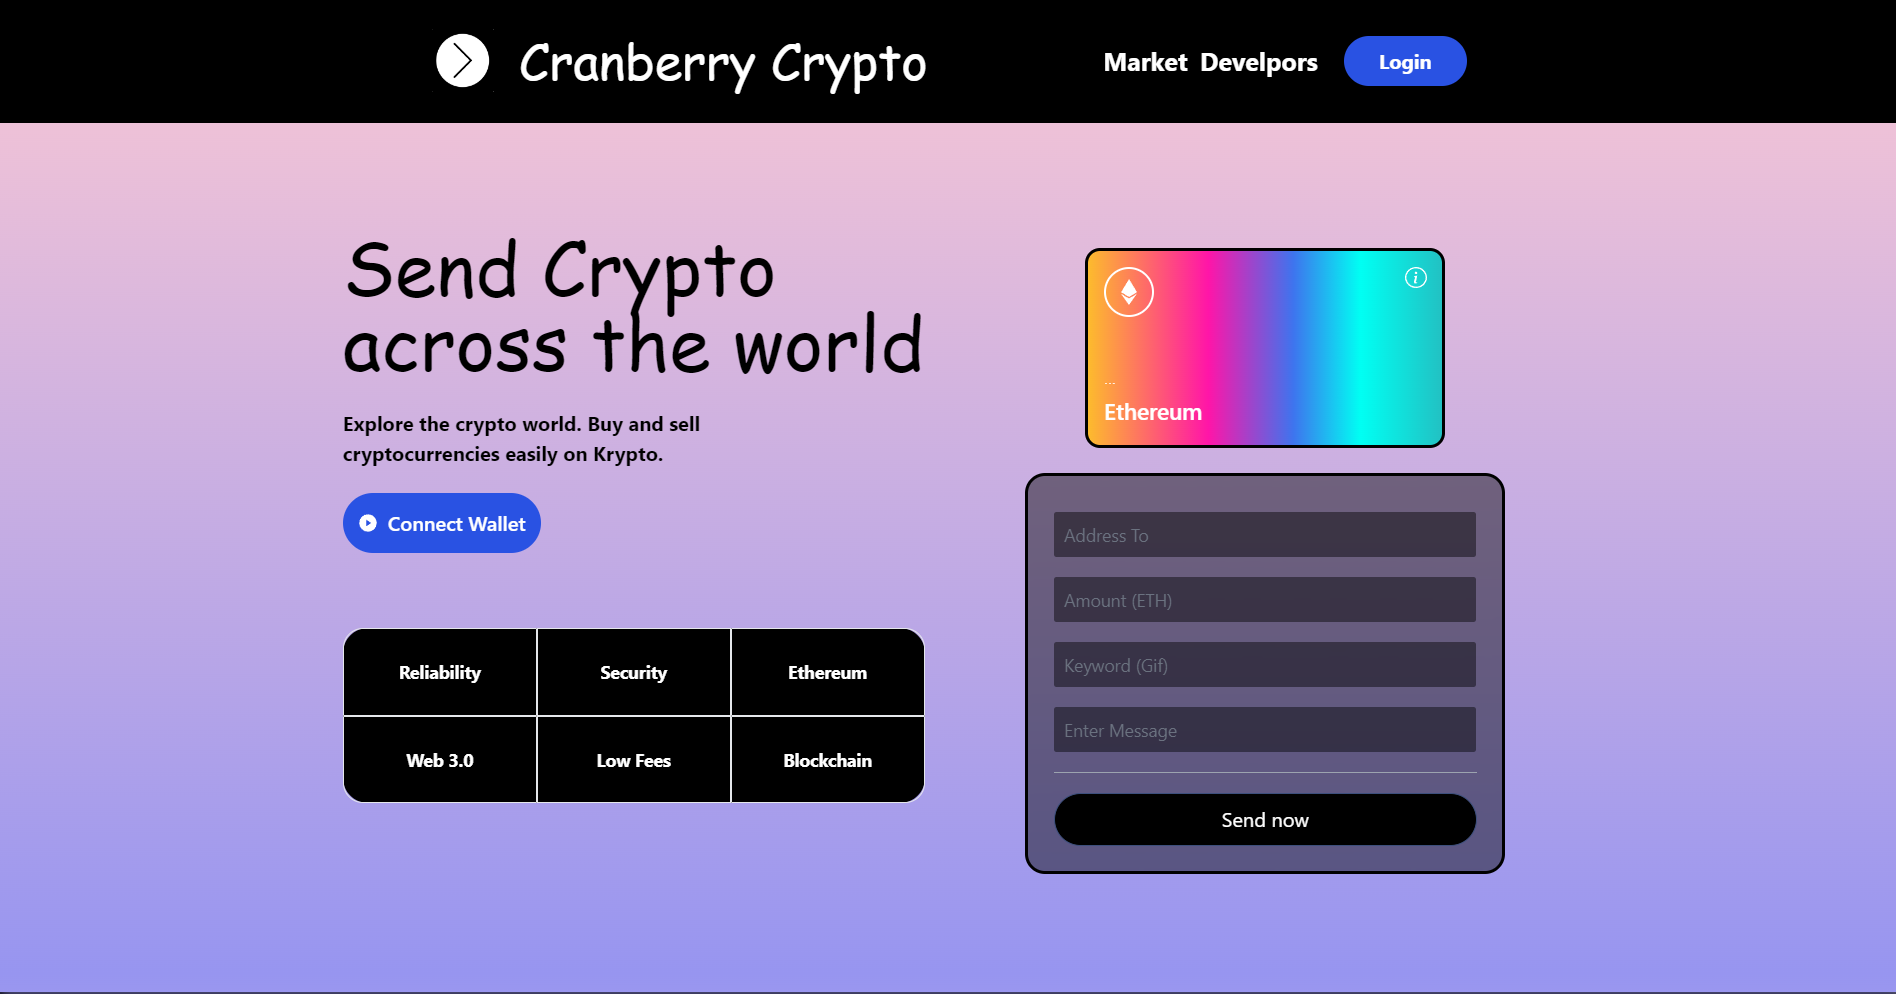 Cranberry Crypto
Market Develpors Login
Send Crypto
across the world
Explore the crypto world. Buy and sell
cryptocurrencies easily on Krypto.
Connect Wallet
Reliability Security Ethereum
Web 3.0 Low Fees Blockchain
...
Ethereum
Address To
Amount (ETH)
Keyword (Gif)
Enter Message
Send now